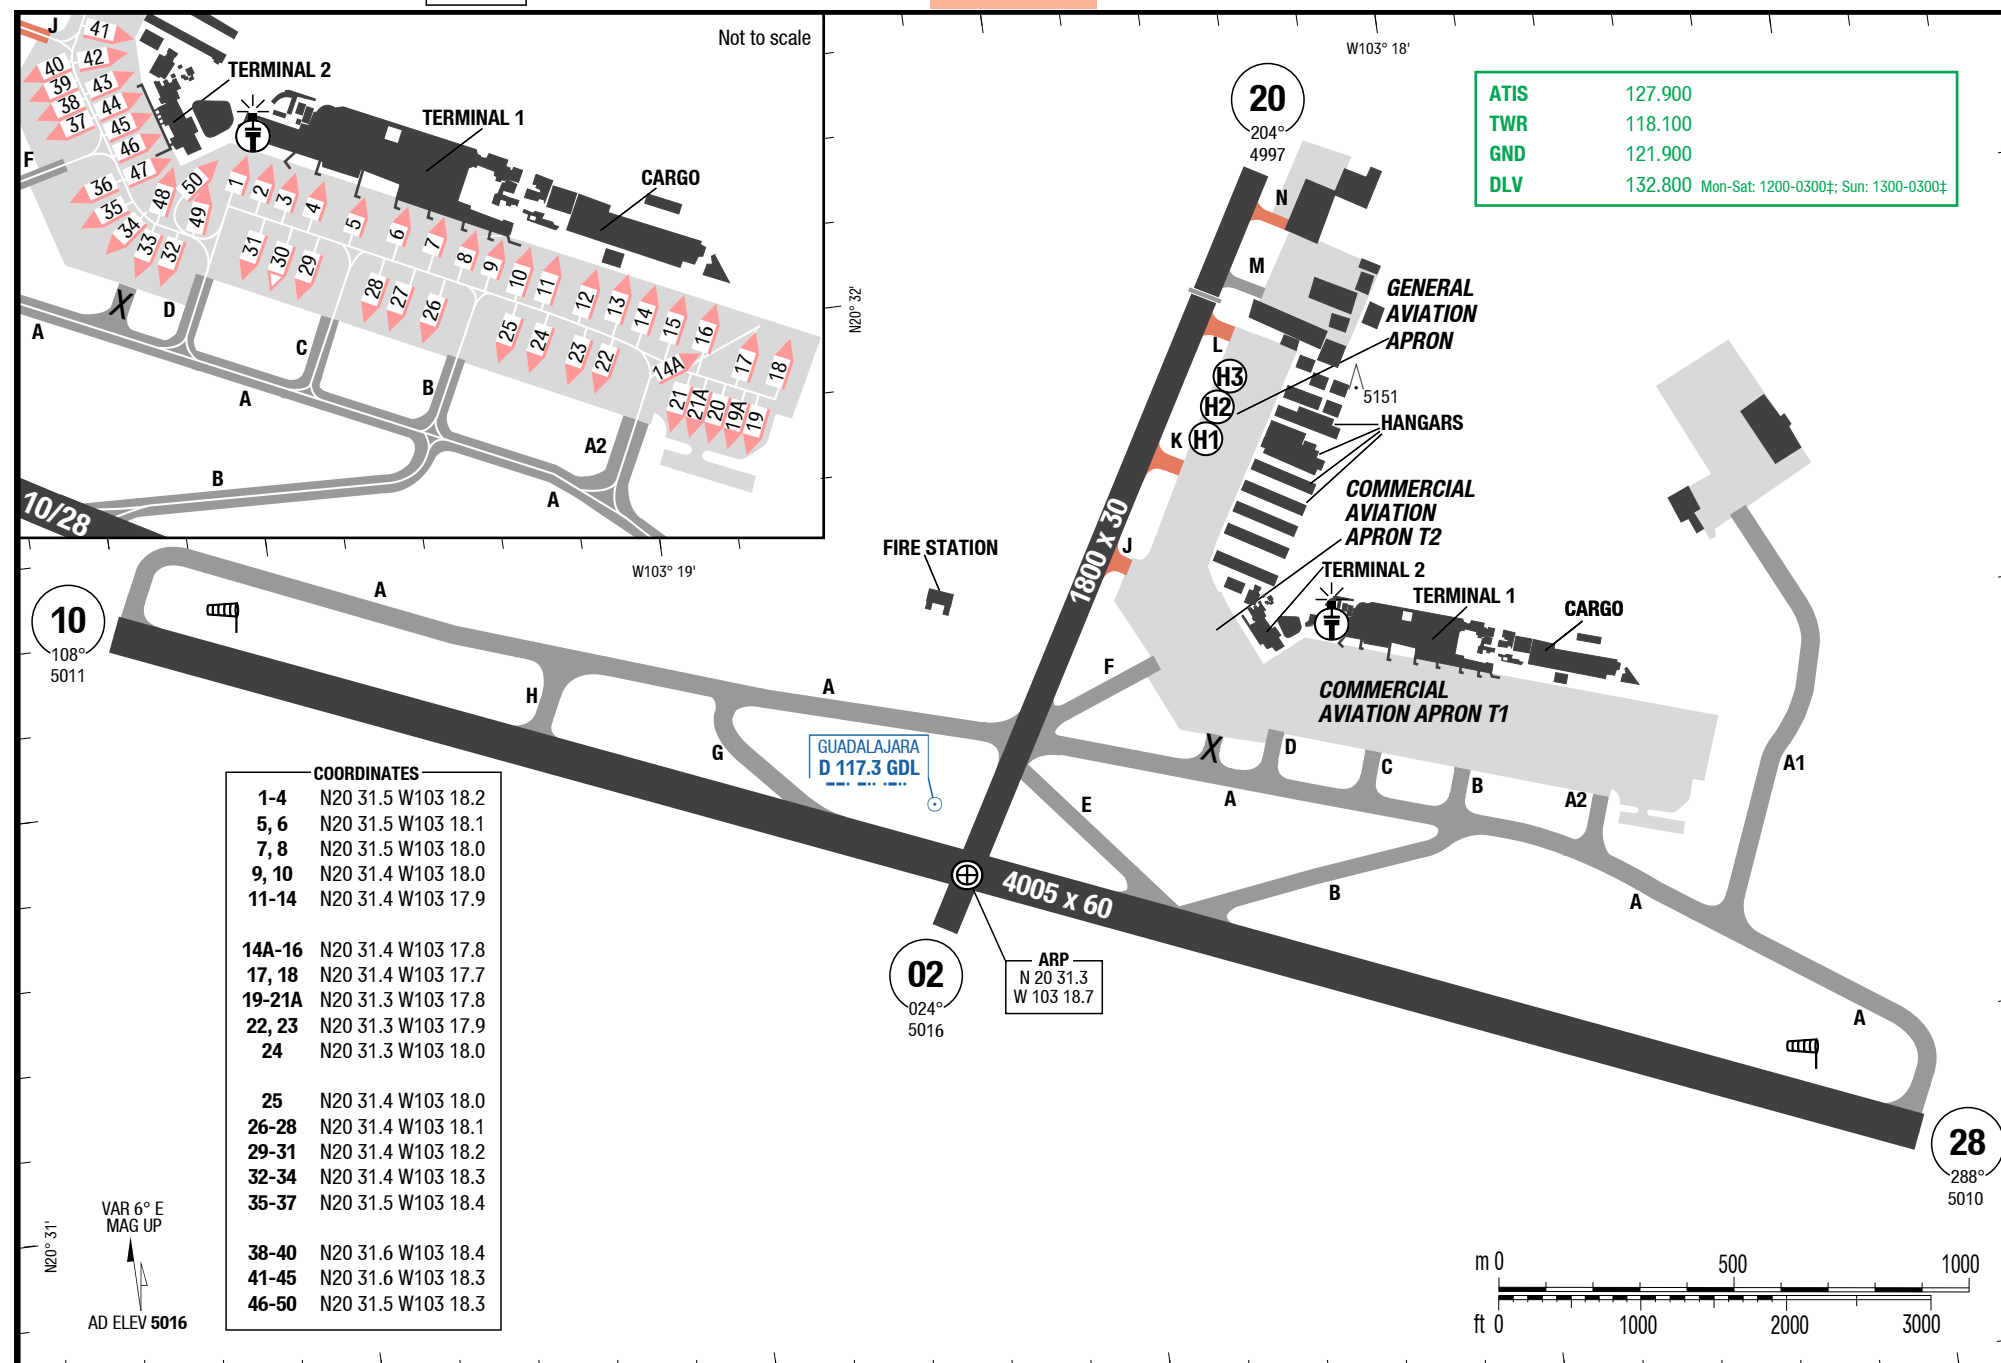 Not to scale
J
41
40
42
39
43
38
44
37
45
46
47
F
36
35
34
33
32
48
50
49
TERMINAL 2
TERMINAL 1
CARGO
1
2
3
4
5
6
7
8
9
10
11
12
13
14
15
16
17
18
31
30
29
28
27
26
25
24
23
22
14A
21
21A
20
19A
19
X
D
C
B
A
A
A2
B
A
10/28
W103° 18'
N20° 32'
W103° 19'
N20° 31'
ATIS 127.900
TWR 118.100
GND 121.900
DLV 132.800 Mon-Sat: 1200-0300‡; Sun: 1300-0300‡
20
204°
4997
N
M
L
K
J
H3
H2
H1
GENERAL
AVIATION
APRON
5151
HANGARS
COMMERCIAL
AVIATION
APRON T2
TERMINAL 2
TERMINAL 1
CARGO
COMMERCIAL
AVIATION APRON T1
FIRE STATION
1800 x 30
10
108°
5011
A
H
A
G
F
X
D
C
B
A2
A1
E
A
B
A
A
GUADALAJARA
D 117.3 GDL
4005 x 60
02
024°
5016
ARP
N 20 31.3
W 103 18.7
28
288°
5010
COORDINATES
1-4 N20 31.5 W103 18.2
5, 6 N20 31.5 W103 18.1
7, 8 N20 31.5 W103 18.0
9, 10 N20 31.4 W103 18.0
11-14 N20 31.4 W103 17.9
14A-16 N20 31.4 W103 17.8
17, 18 N20 31.4 W103 17.7
19-21A N20 31.3 W103 17.8
22, 23 N20 31.3 W103 17.9
24 N20 31.3 W103 18.0
25 N20 31.4 W103 18.0
26-28 N20 31.4 W103 18.1
29-31 N20 31.4 W103 18.2
32-34 N20 31.4 W103 18.3
35-37 N20 31.5 W103 18.4
38-40 N20 31.6 W103 18.4
41-45 N20 31.6 W103 18.3
46-50 N20 31.5 W103 18.3
VAR 6° E
MAG UP
AD ELEV 5016
m 0 500 1000
ft 0 1000 2000 3000